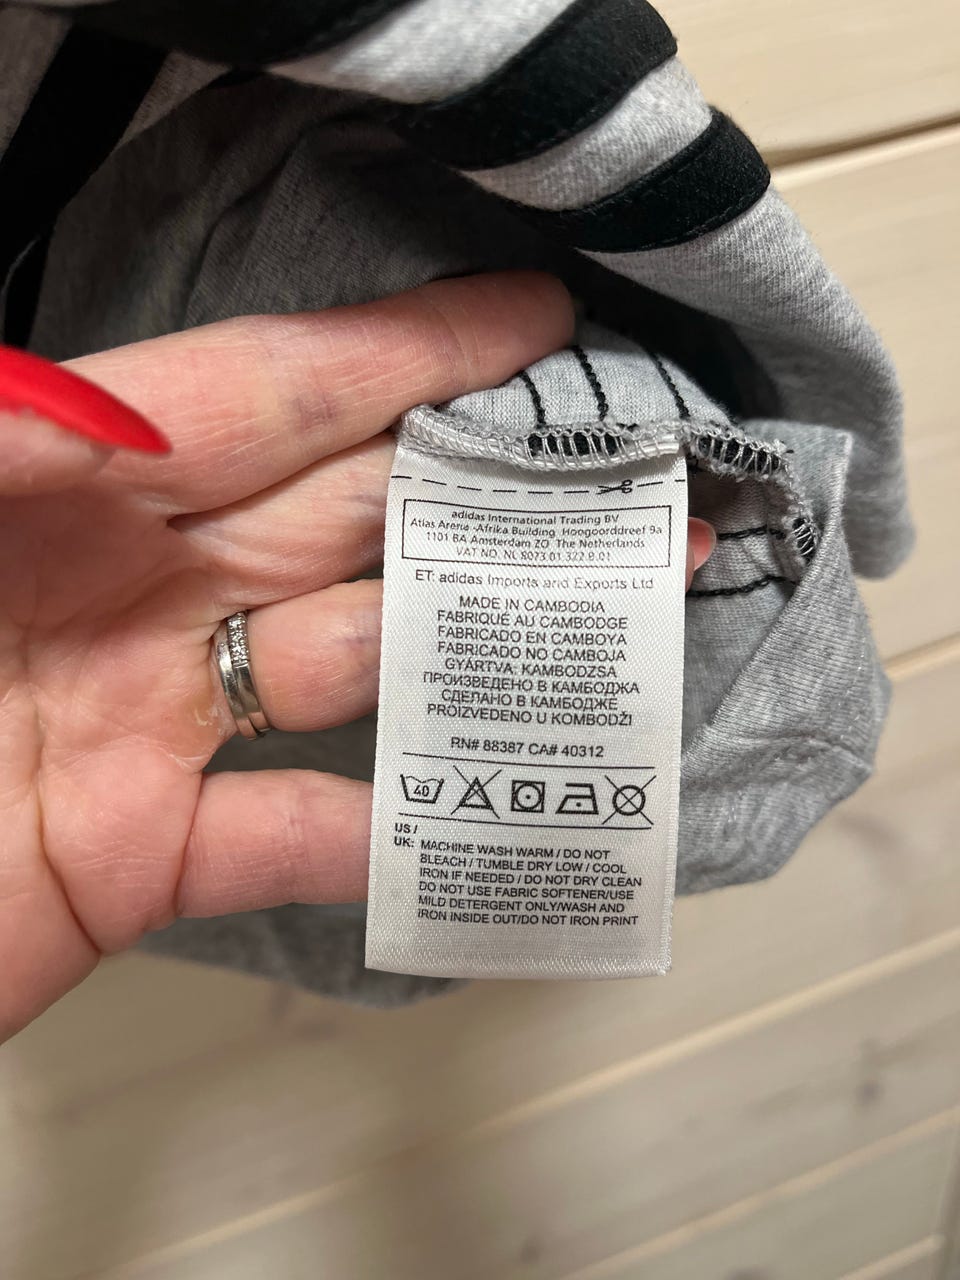 adidas International Trading BV
Atlas Arena -Afrika Building Hoogoorddreef 9a
1101 BA Amsterdam ZO The Netherlands
VAT NO. NL 8073.01.322.B.01
ET: adidas Imports and Exports Ltd
MADE IN CAMBODIA
FABRIQUÉ AU CAMBODGE
FABRICADO EN CAMBOYA
FABRICADO NO CAMBOJA
GYÁRTVA: KAMBODZSA
ПРОИЗВЕДЕНО В КАМБОДЖА
СДЕЛАНО В КАМБОДЖЕ
PROIZVEDENO U KOMBODŽI
RN# 88387 CA# 40312
40
US /
UK: MACHINE WASH WARM / DO NOT
BLEACH / TUMBLE DRY LOW / COOL
IRON IF NEEDED / DO NOT DRY CLEAN
DO NOT USE FABRIC SOFTENER/USE
MILD DETERGENT ONLY/WASH AND
IRON INSIDE OUT/DO NOT IRON PRINT